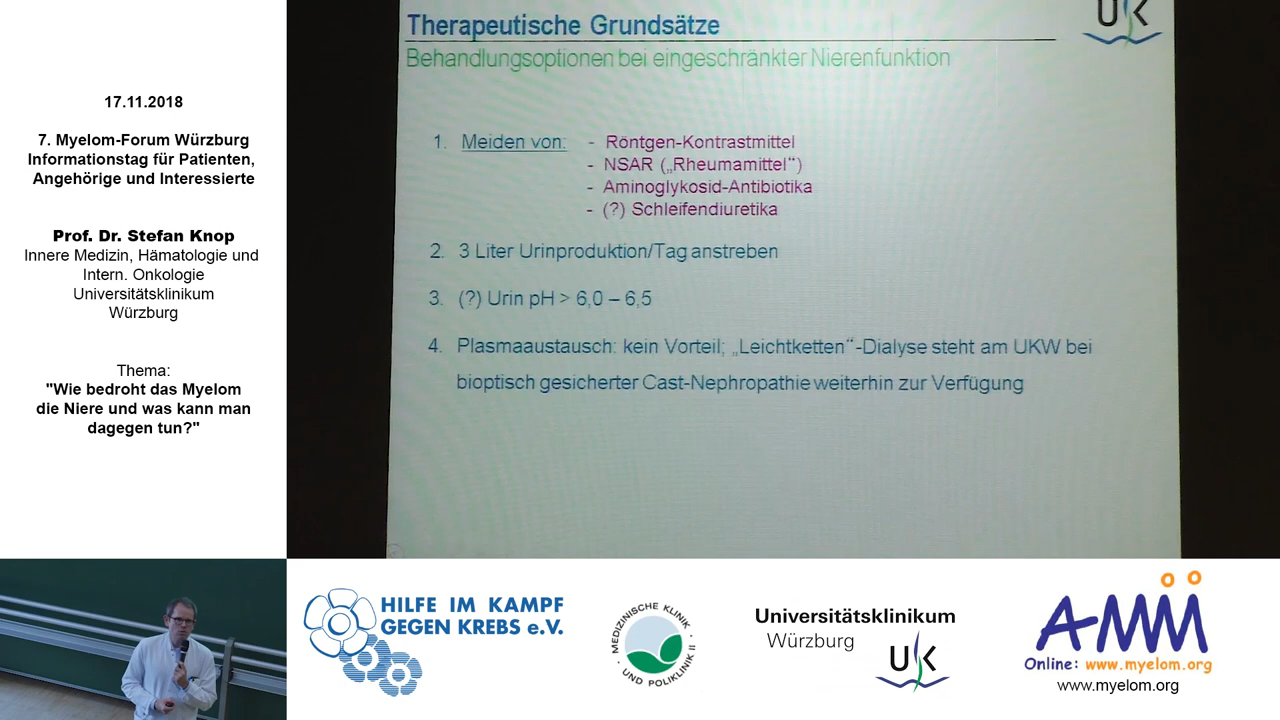 17.11.2018
7. Myelom-Forum Würzburg
Informationstag für Patienten,
Angehörige und Interessierte
Prof. Dr. Stefan Knop
Innere Medizin, Hämatologie und
Intern. Onkologie
Universitätsklinikum
Würzburg
Thema:
"Wie bedroht das Myelom
die Niere und was kann man
dagegen tun?"
Therapeutische Grundsätze
UK
Behandlungsoptionen bei eingeschränkter Nierenfunktion
1. Meiden von: - Röntgen-Kontrastmittel
- NSAR („Rheumamittel“)
- Aminoglykosid-Antibiotika
- (?) Schleifendiuretika
2. 3 Liter Urinproduktion/Tag anstreben
3. (?) Urin pH > 6,0 – 6,5
4. Plasmaaustausch: kein Vorteil; „Leichtketten“-Dialyse steht am UKW bei
bioptisch gesicherter Cast-Nephropathie weiterhin zur Verfügung
HILFE IM KAMPF
GEGEN KREBS e.V.
MEDIZINISCHE KLINIK
UND POLIKLINIK II
Universitätsklinikum
Würzburg
UK
AMM
Online: www.myelom.org
www.myelom.org